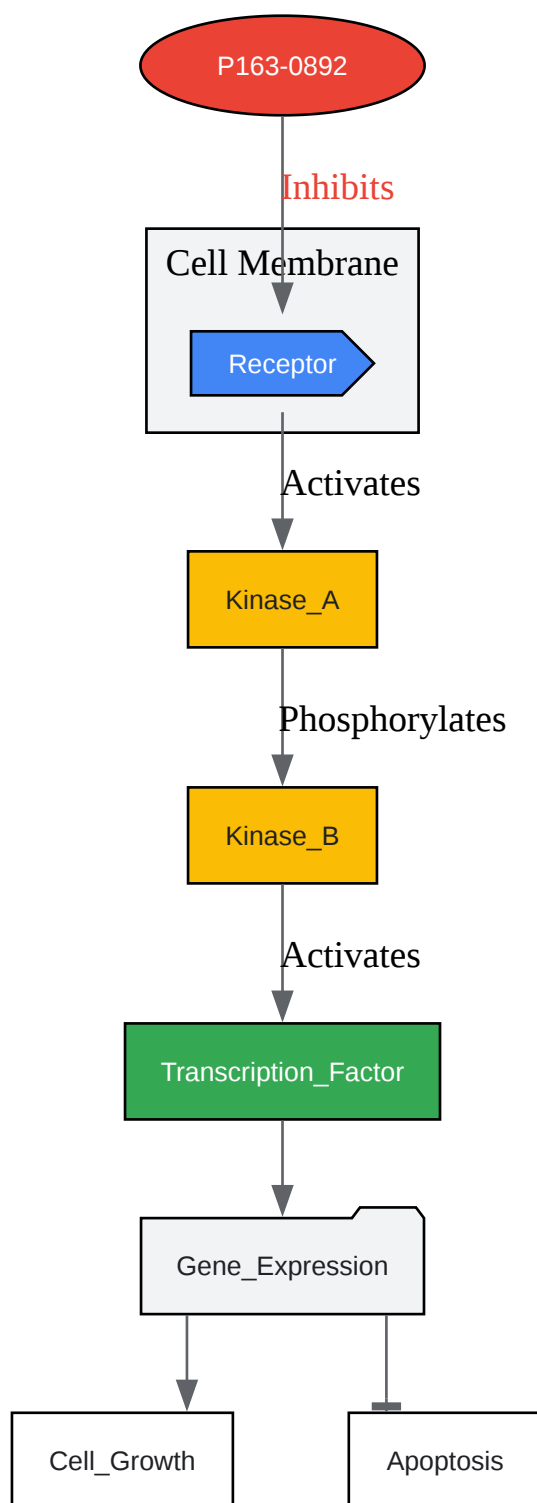 P163-0892
Inhibits
Cell Membrane
Receptor
Activates
Kinase_A
Phosphorylates
Kinase_B
Activates
Transcription_Factor
Gene_Expression
Cell_Growth
Apoptosis